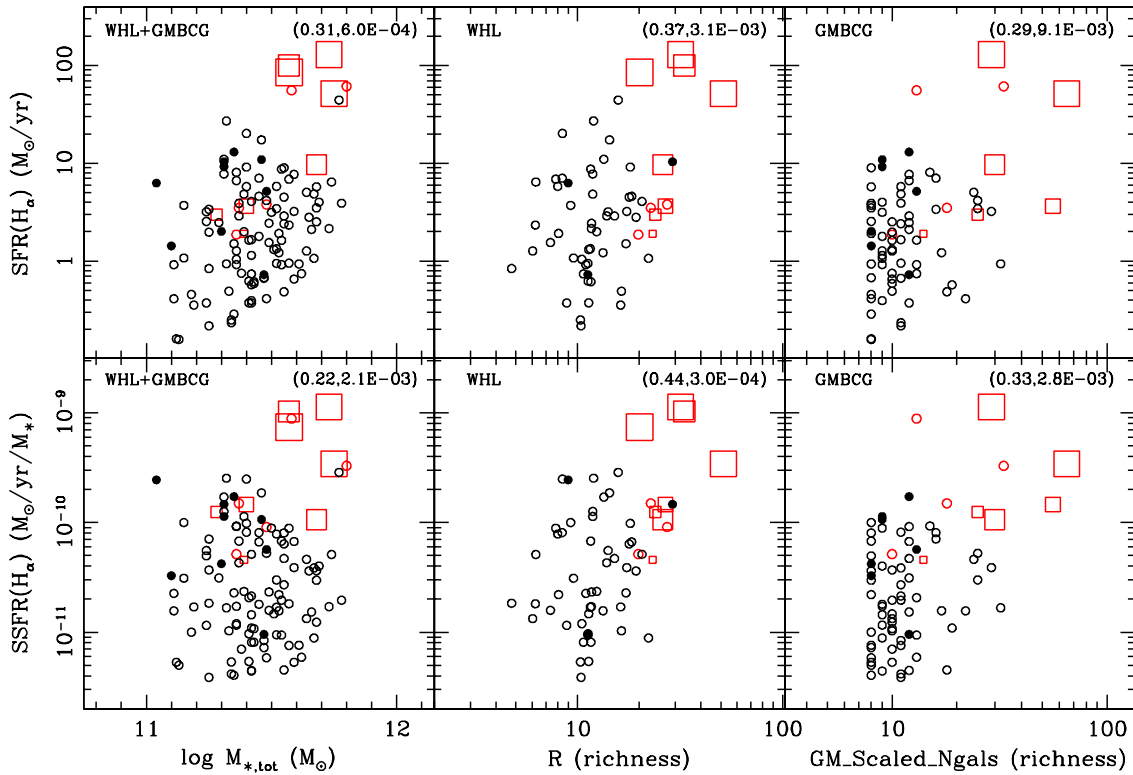 WHL+GMBCG (0.31,6.0E-04)
WHL (0.37,3.1E-03)
GMBCG (0.29,9.1E-03)
100
10
1
SFR(Hα) (M⊙/yr)
WHL+GMBCG (0.22,2.1E-03)
WHL (0.44,3.0E-04)
GMBCG (0.33,2.8E-03)
10⁻⁹
10⁻¹⁰
10⁻¹¹
SSFR(Hα) (M⊙/yr/M*)
11 12
10 100
10 100
log M*,tot (M⊙)
R (richness)
GM_Scaled_Ngals (richness)